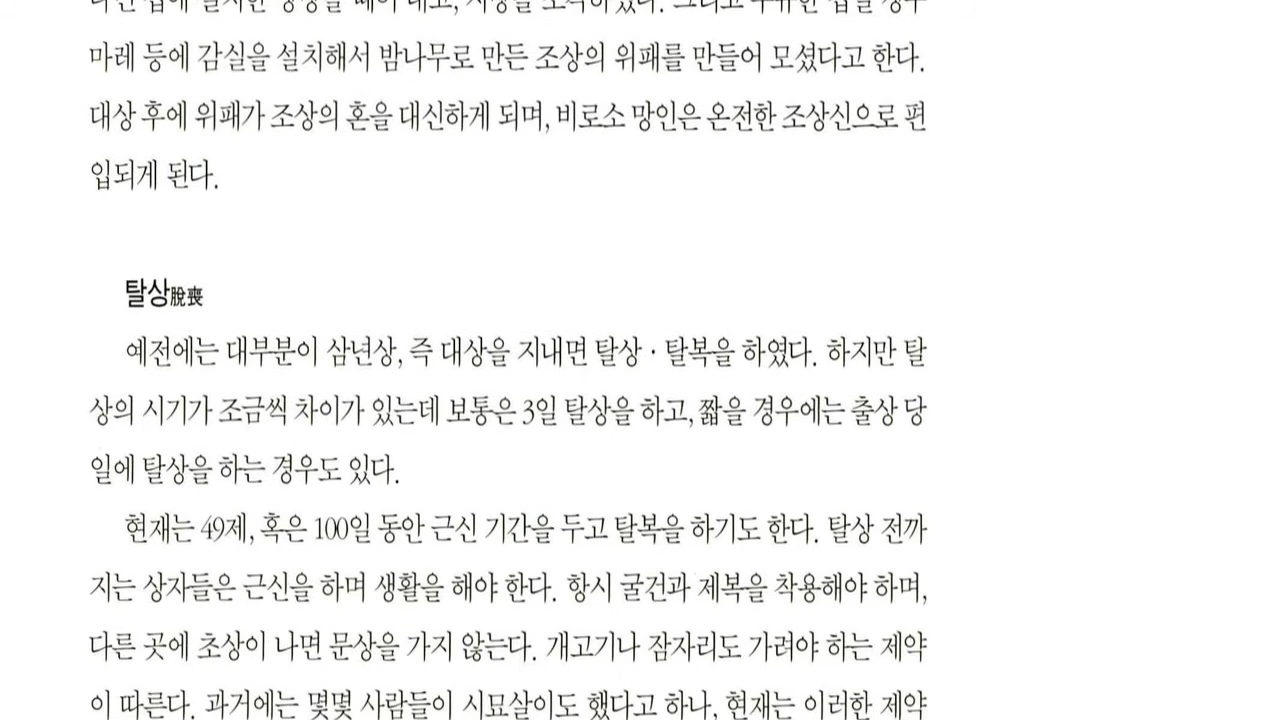 마레 등에 감실을 설치해서 밤나무로 만든 조상의 위패를 만들어 모셨다고 한다.
대상 후에 위패가 조상의 혼을 대신하게 되며, 비로소 망인은 온전한 조상신으로 편
입되게 된다.
탈상脫喪
예전에는 대부분이 삼년상, 즉 대상을 지내면 탈상 · 탈복을 하였다. 하지만 탈
상의 시기가 조금씩 차이가 있는데 보통은 3일 탈상을 하고, 짧을 경우에는 출상 당
일에 탈상을 하는 경우도 있다.
현재는 49제, 혹은 100일 동안 근신 기간을 두고 탈복을 하기도 한다. 탈상 전까
지는 상자들은 근신을 하며 생활을 해야 한다. 항시 굴건과 제복을 착용해야 하며,
다른 곳에 초상이 나면 문상을 가지 않는다. 개고기나 잠자리도 가려야 하는 제약
이 따른다. 과거에는 몇몇 사람들이 시묘살이도 했다고 하나, 현재는 이러한 제약